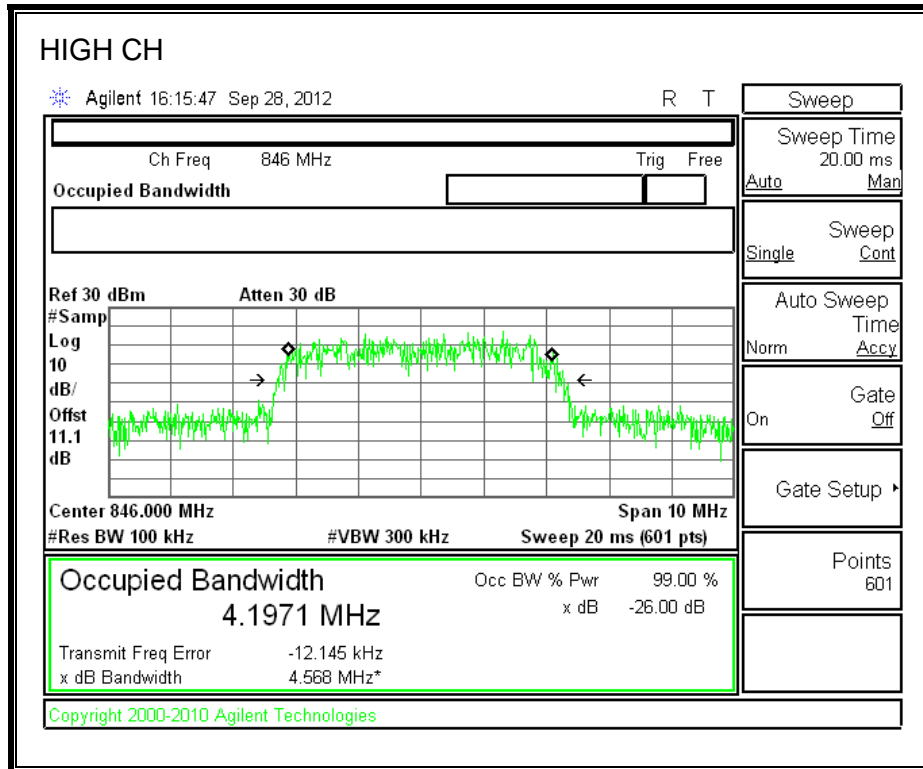 HIGH CH
Agilent 16:15:47 Sep 28, 2012 R T
Ch Freq 846 MHz Trig Free
Occupied Bandwidth
Ref 30 dBm Atten 30 dB
#Samp
Log
10
dB/
Offst
11.1
dB
Center 846.000 MHz Span 10 MHz
#Res BW 100 kHz #VBW 300 kHz Sweep 20 ms (601 pts)
Occupied Bandwidth Occ BW % Pwr 99.00 %
4.1971 MHz x dB -26.00 dB
Transmit Freq Error -12.145 kHz
x dB Bandwidth 4.568 MHz*
Copyright 2000-2010 Agilent Technologies
Sweep
Sweep Time
20.00 ms
Auto Man
Sweep
Single Cont
Auto Sweep
Time
Norm Accy
Gate
On Off
Gate Setup
Points
601